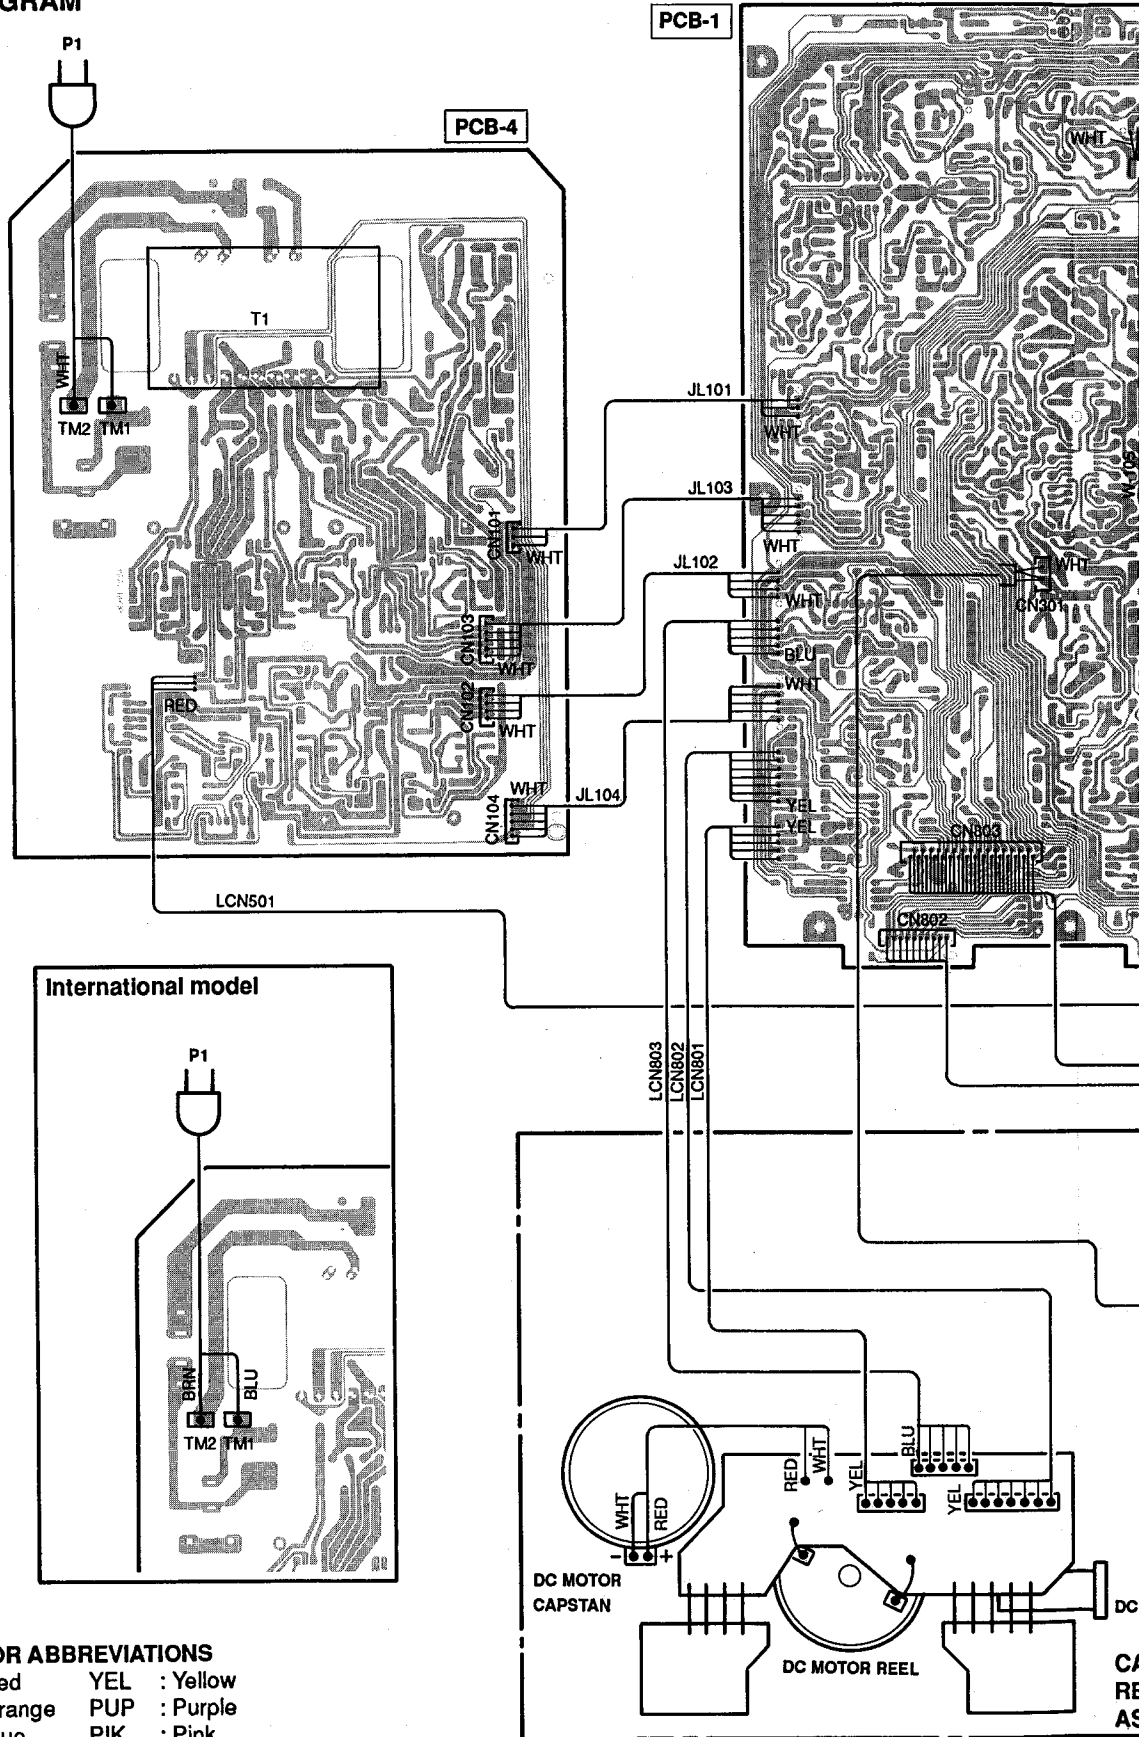 GRAM
P1
PCB-4
PCB-1
WHT
T1
WHT
TM2 TM1
JL101
WHT
JL103
WHT
CN101
WHT
JL102
WHT
WHT
CN301
CN103
WHT
BLU
WHT
RED
CN102
WHT
WHT
JL104
CN104
YEL
YEL
CN803
CN802
LCN501
International model
P1
LCN803
LCN802
LCN801
BRN
BLU
TM2 TM1
BLU
RED
WHT
YEL
YEL
WHT
RED
- +
DC MOTOR
CAPSTAN
DC MOTOR REEL
DC
OR ABBREVIATIONS
ed YEL : Yellow
range PUP : Purple
PIK : Pink
CA
RE
AS